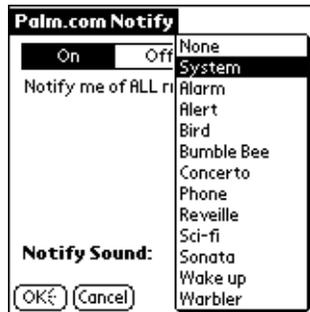 Palm.com Notify
On Off
Notify me of ALL
None
System
Alarm
Alert
Bird
Bumble Bee
Concerto
Phone
Reveille
Sci-fi
Sonata
Wake up
Warbler
Notify Sound:
OK Cancel